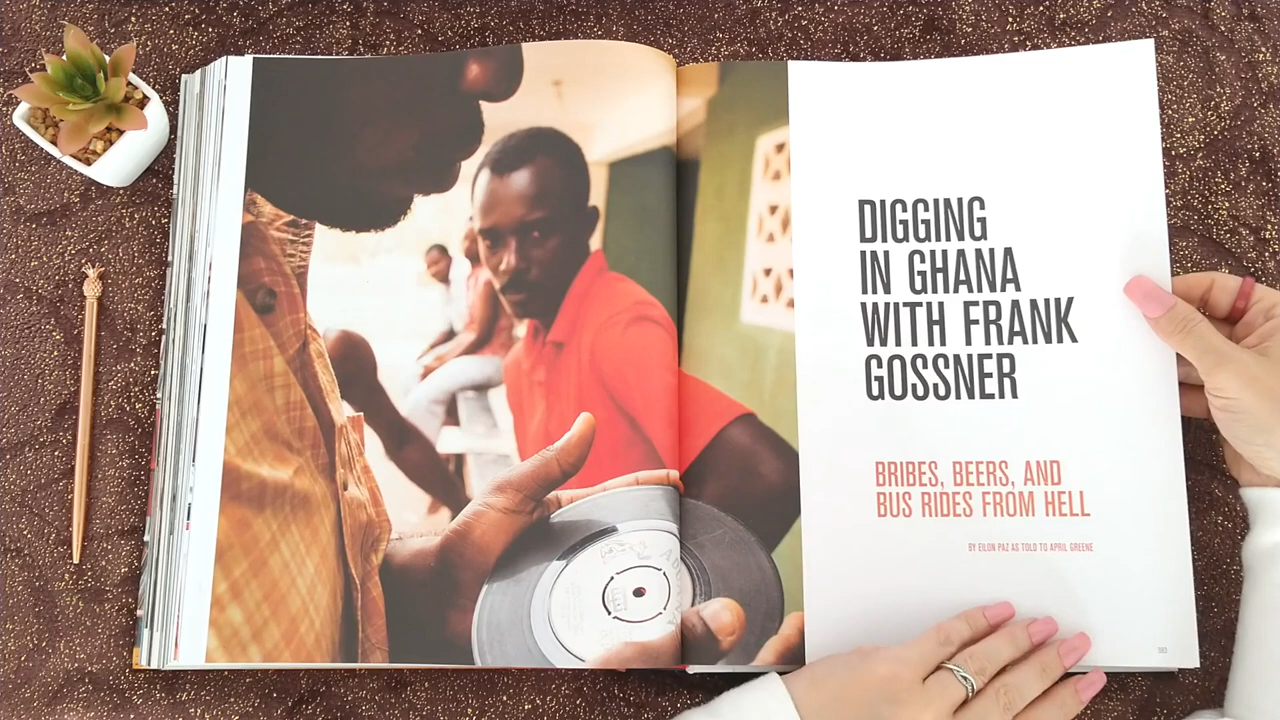 DIGGING
IN GHANA
WITH FRANK
GOSSNER
BRIBES, BEERS, AND
BUS RIDES FROM HELL
BY EILON PAZ AS TOLD TO APRIL GREENE